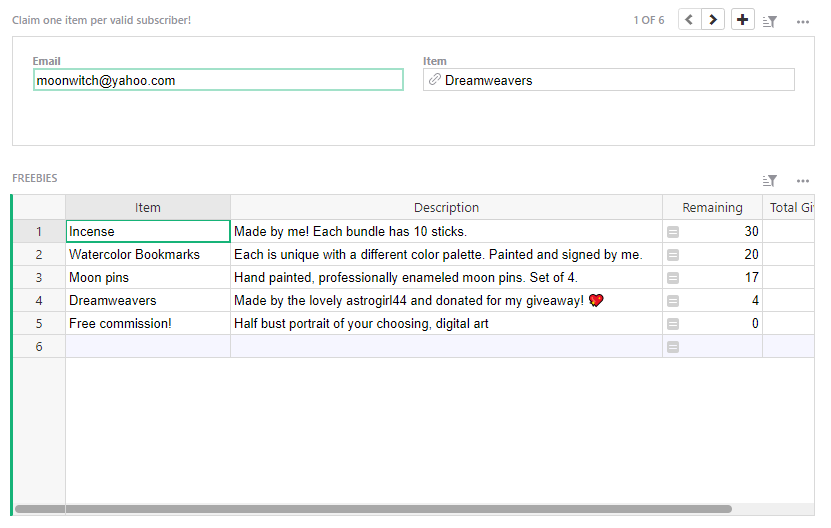 Claim one item per valid subscriber!
1 OF 6
Email
Item
moonwitch@yahoo.com
Dreamweavers
FREEBIES
Item Description Remaining Total Gi
1 Incense Made by me! Each bundle has 10 sticks. 30
2 Watercolor Bookmarks Each is unique with a different color palette. Painted and signed by me. 20
3 Moon pins Hand painted, professionally enameled moon pins. Set of 4. 17
4 Dreamweavers Made by the lovely astrogirl44 and donated for my giveaway! 💖 4
5 Free commission! Half bust portrait of your choosing, digital art 0
6